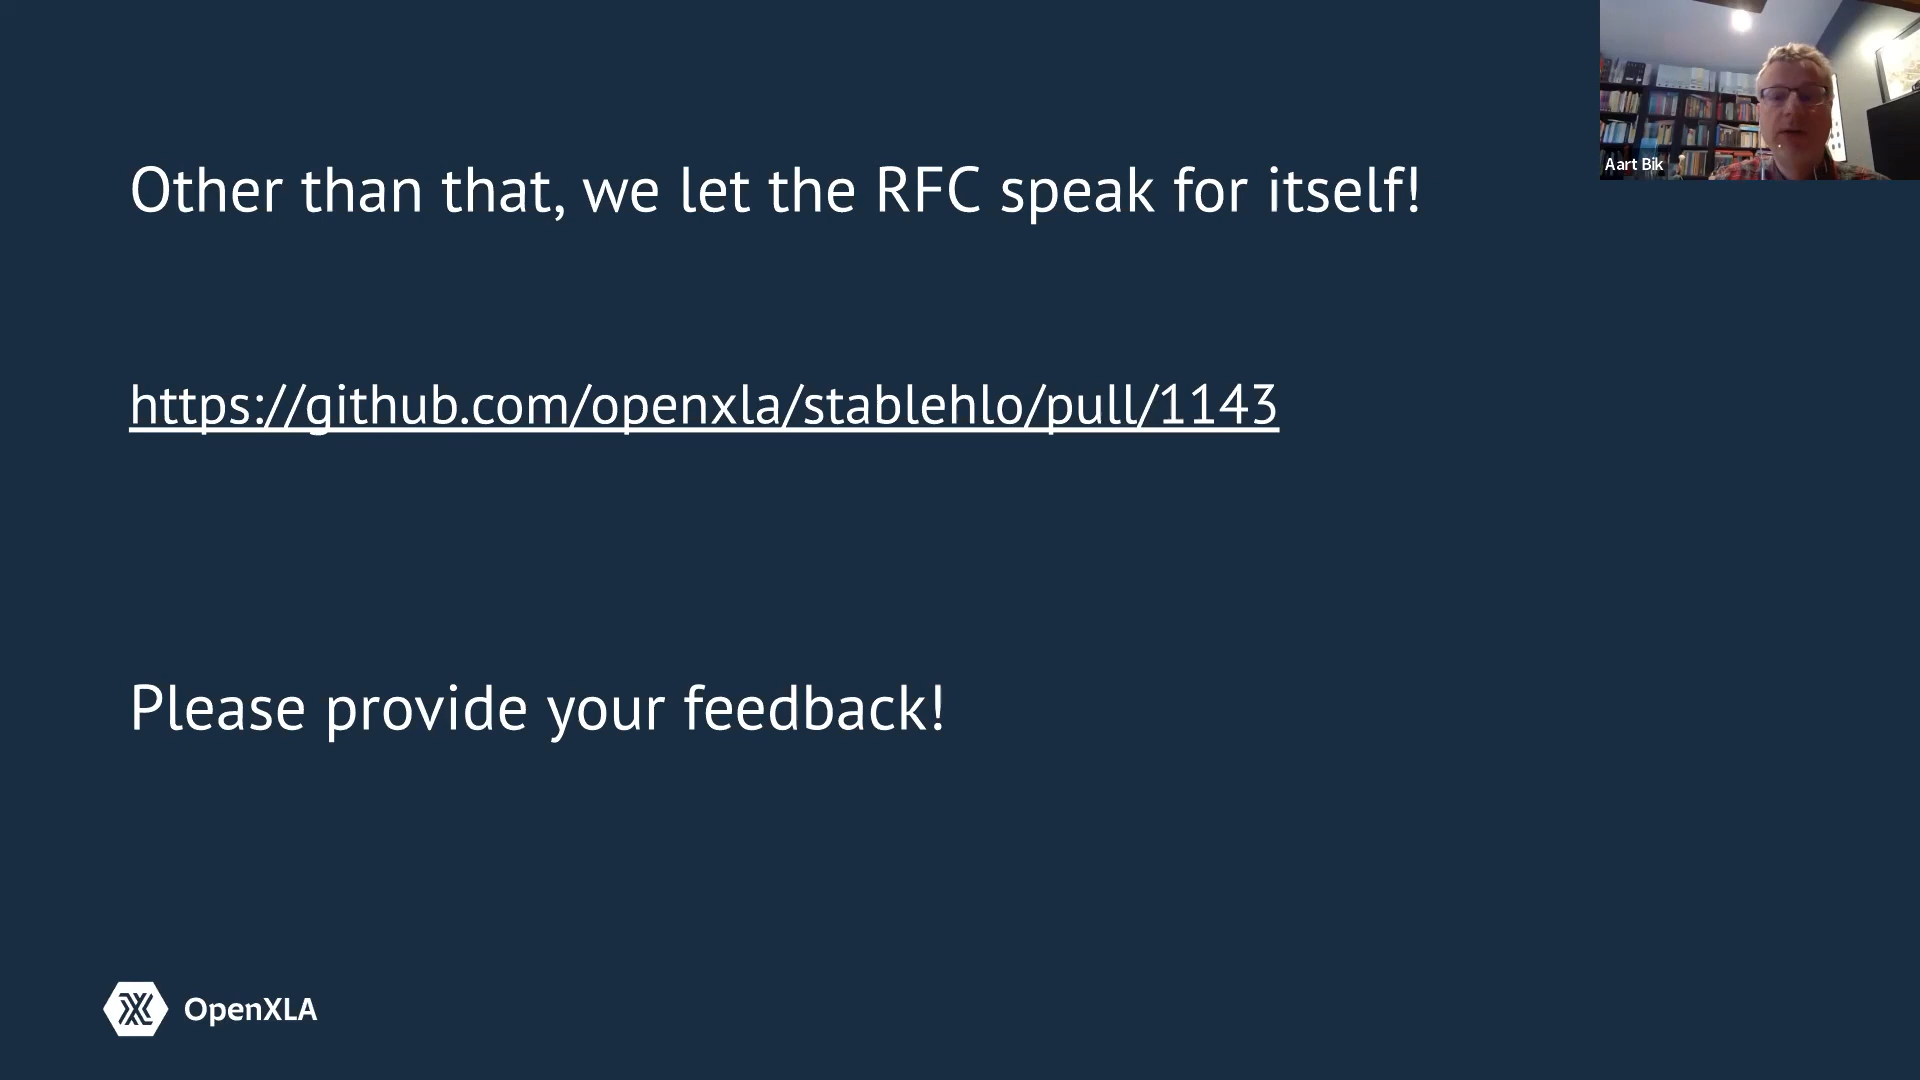 Other than that, we let the RFC speak for itself!
Aart Bik
https://github.com/openxla/stablehlo/pull/1143
Please provide your feedback!
OpenXLA